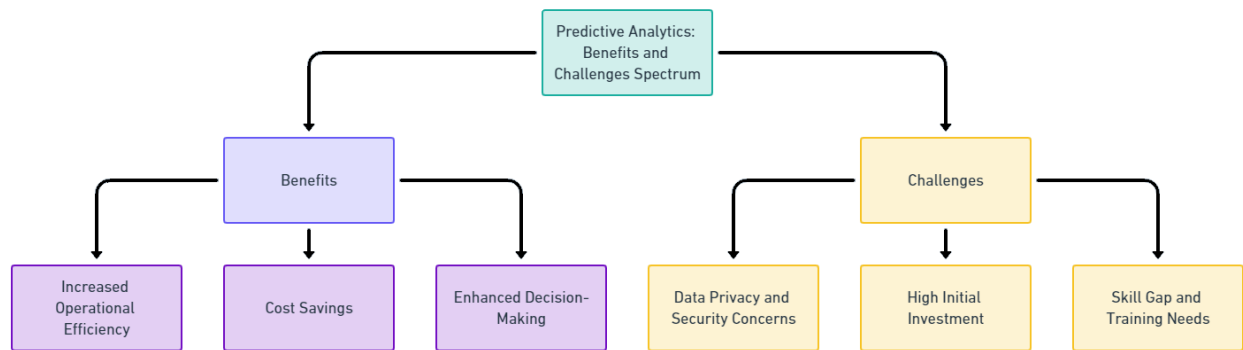 Predictive Analytics:
Benefits and
Challenges Spectrum
Benefits
Challenges
Increased
Operational
Efficiency
Cost Savings
Enhanced Decision-
Making
Data Privacy and
Security Concerns
High Initial
Investment
Skill Gap and
Training Needs